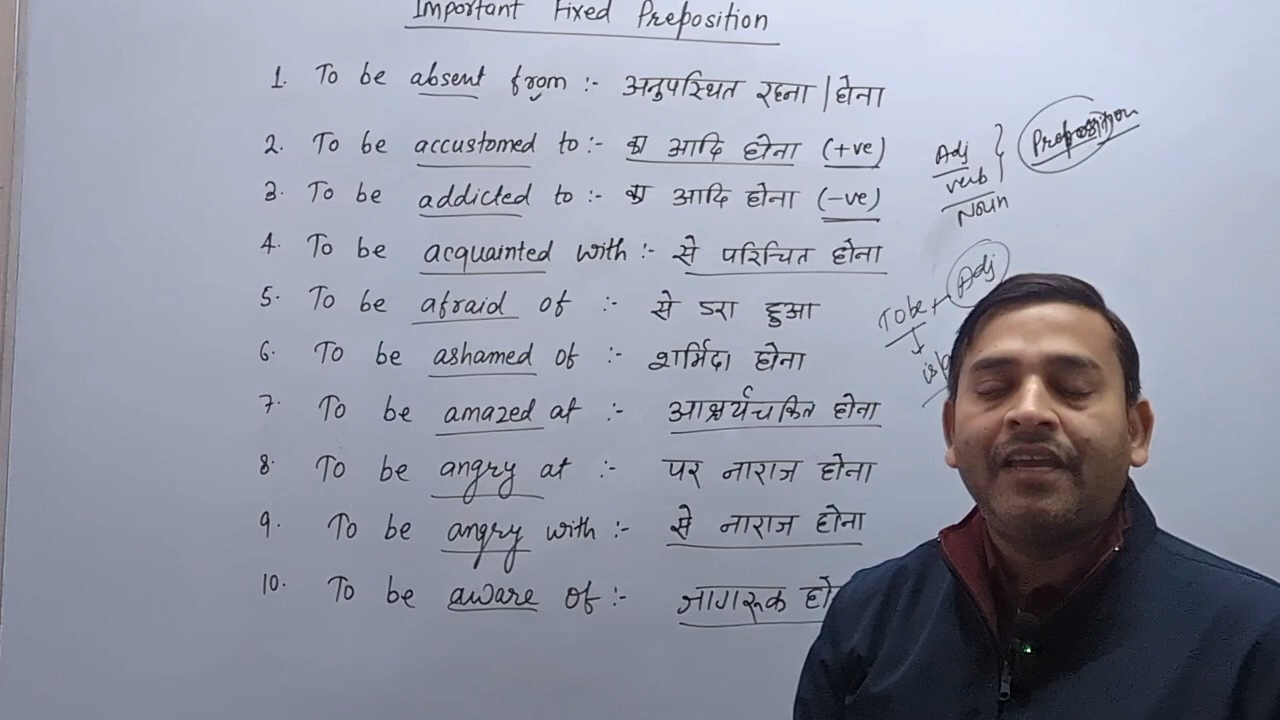 Important Fixed Preposition
1. To be absent from :- अनुपस्थित रहना | होना
2. To be accustomed to :- का आदि होना (+ve)
3. To be addicted to :- का आदि होना (-ve)
4. To be acquainted with :- से परिचित होना
5. To be afraid of :- से डरा हुआ
6. To be ashamed of :- शर्मिंदा होना
7. To be amazed at :- आश्चर्यचकित होना
8. To be angry at :- पर नाराज होना
9. To be angry with :- से नाराज होना
10. To be aware of :- जागरूक हो
Adj
verb } Preposition
Noun
To be + Adj